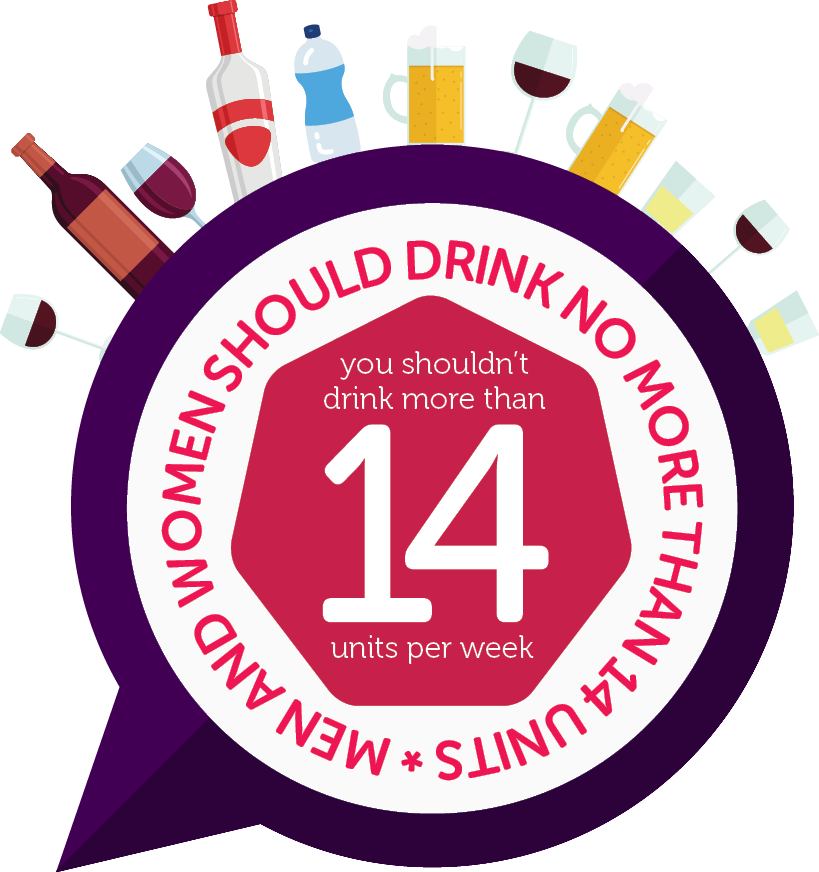 MEN AND WOMEN SHOULD DRINK NO MORE THAN 14 UNITS *
you shouldn't
drink more than
14
units per week